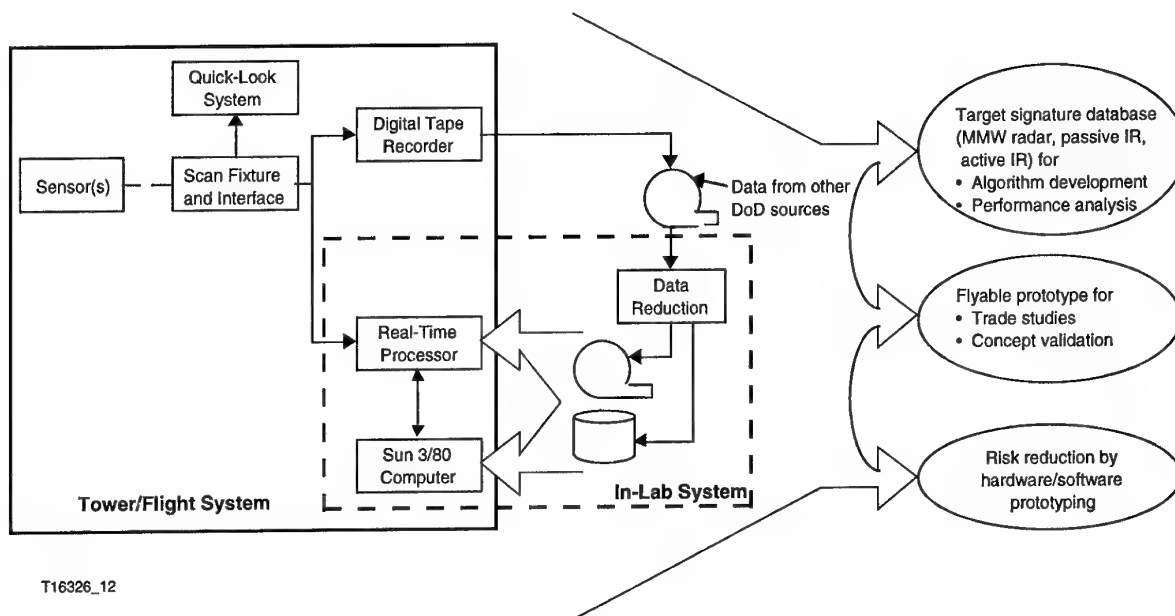 Quick-Look
System
Sensor(s)
Scan Fixture
and Interface
Digital Tape
Recorder
Data from other
DoD sources
Data
Reduction
Real-Time
Processor
Sun 3/80
Computer
Tower/Flight System
In-Lab System
Target signature database
(MMW radar, passive IR,
active IR) for
• Algorithm development
• Performance analysis
Flyable prototype for
• Trade studies
• Concept validation
Risk reduction by
hardware/software
prototyping
T16326_12